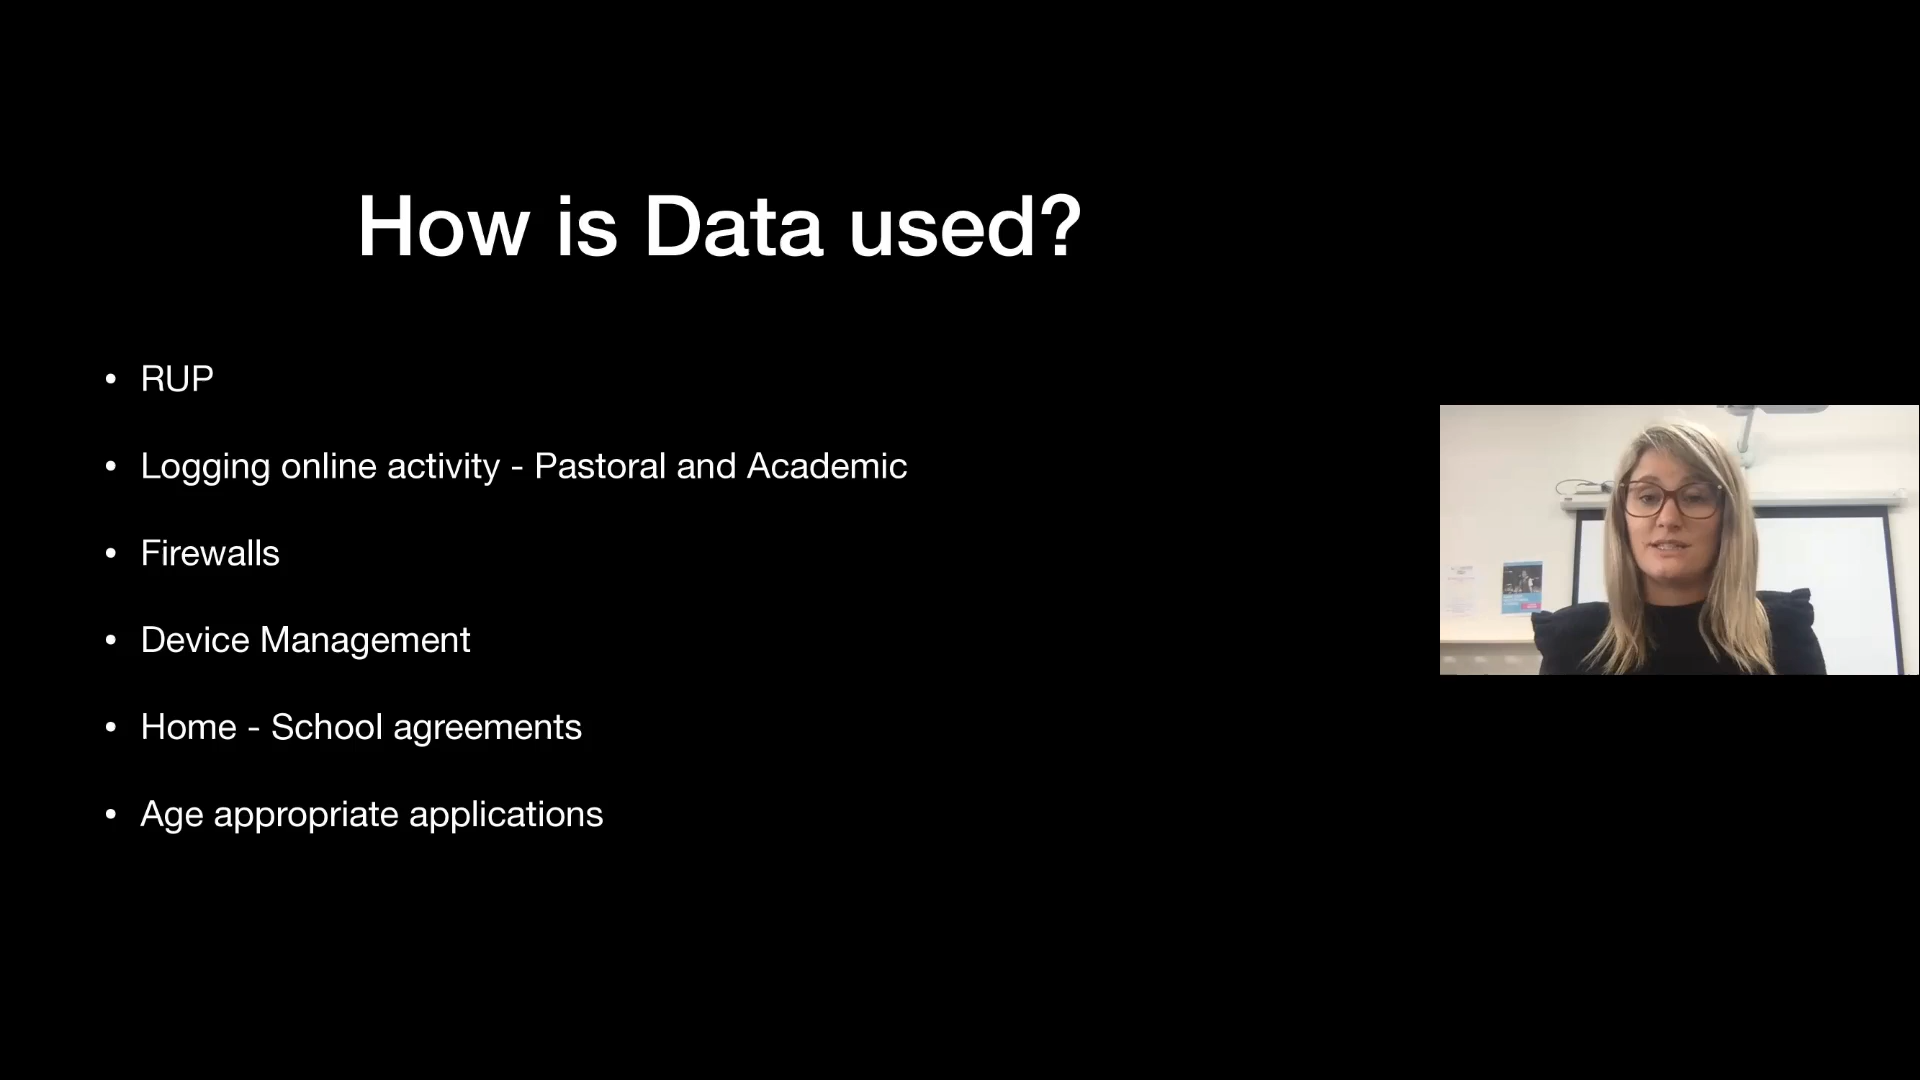 How is Data used?
• RUP
• Logging online activity - Pastoral and Academic
• Firewalls
• Device Management
• Home - School agreements
• Age appropriate applications